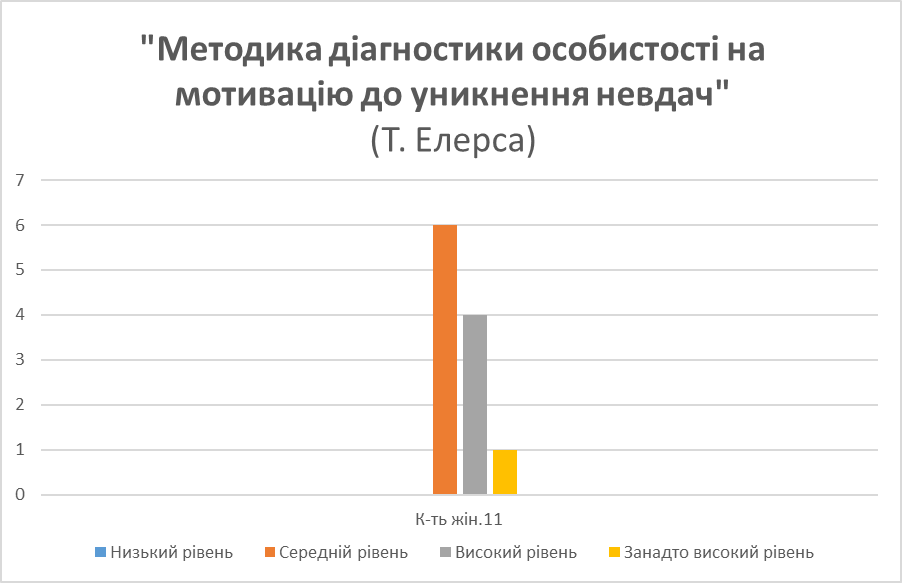 "Методика діагностики особистості на
мотивацію до уникнення невдач"
(Т. Елерса)
7
6
5
4
3
2
1
0
К-ть жін.11
Низький рівень
Середній рівень
Високий рівень
Занадто високий рівень